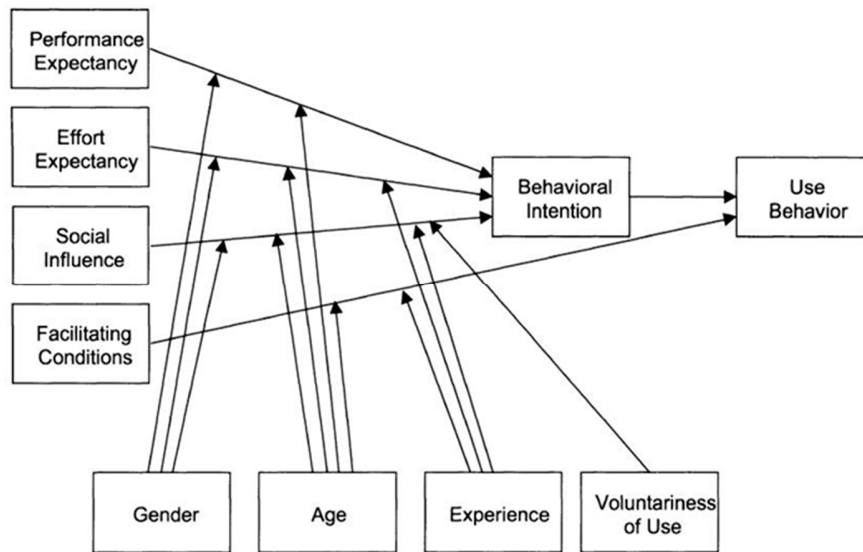 Performance
Expectancy
Effort
Expectancy
Social
Influence
Facilitating
Conditions
Behavioral
Intention
Use
Behavior
Gender
Age
Experience
Voluntariness
of Use